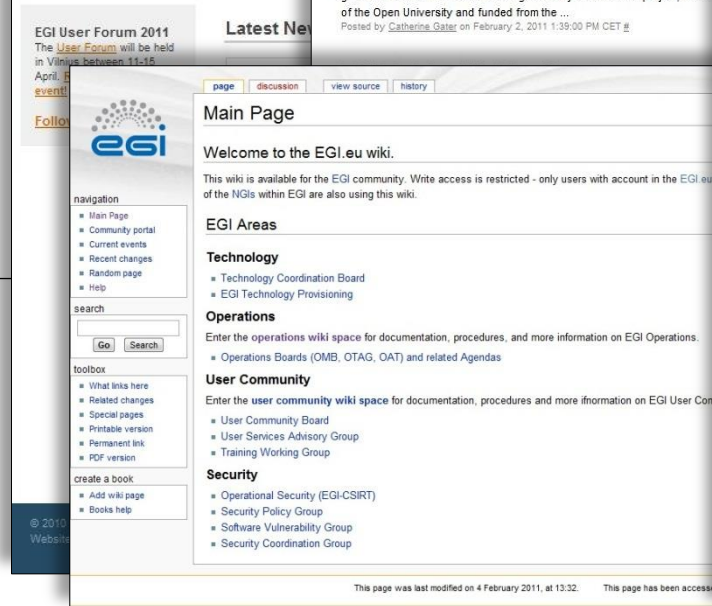 EGI User Forum 2011
The User Forum will be held
in Vilnius between 11-15
April.
event!
Follo
Latest Ne
of the Open University and funded from the ...
Posted by Catherine Gater on February 2, 2011 1:39:00 PM CET #
page discussion view source history
egi
Main Page
Welcome to the EGI.eu wiki.
This wiki is available for the EGI community. Write access is restricted - only users with account in the EGI.eu
of the NGIs within EGI are also using this wiki.
navigation
Main Page
Community portal
Current events
Recent changes
Random page
Help
search
Go Search
toolbox
What links here
Related changes
Special pages
Printable version
Permanent link
PDF version
create a book
Add wiki page
Books help
EGI Areas
Technology
Technology Coordination Board
EGI Technology Provisioning
Operations
Enter the operations wiki space for documentation, procedures, and more information on EGI Operations.
Operations Boards (OMB, OTAG, OAT) and related Agendas
User Community
Enter the user community wiki space for documentation, procedures and more ifnormation on EGI User Con
User Community Board
User Services Advisory Group
Training Working Group
Security
Operational Security (EGI-CSIRT)
Security Policy Group
Software Vulnerability Group
Security Coordination Group
© 2010
Website
This page was last modified on 4 February 2011, at 13:32. This page has been accesse